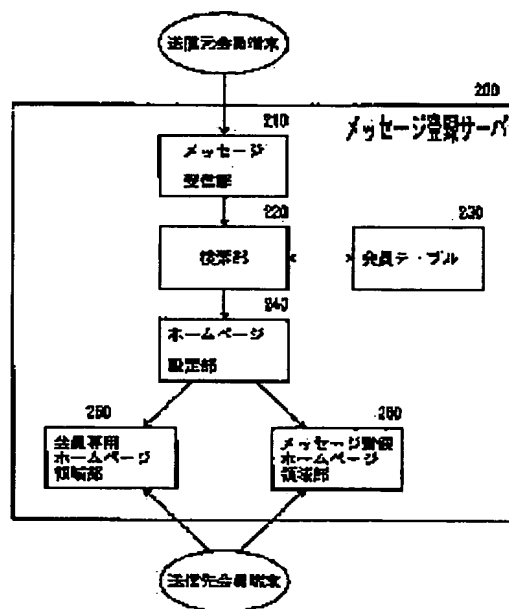 送信元会員端末
200
メッセージ登録サーバ
210
メッセージ
受信部
220
検索部
230
会員テーブル
240
ホームページ
設定部
250
会員専用
ホームページ
領域部
260
メッセージ登録
ホームページ
領域部
送信先会員端末